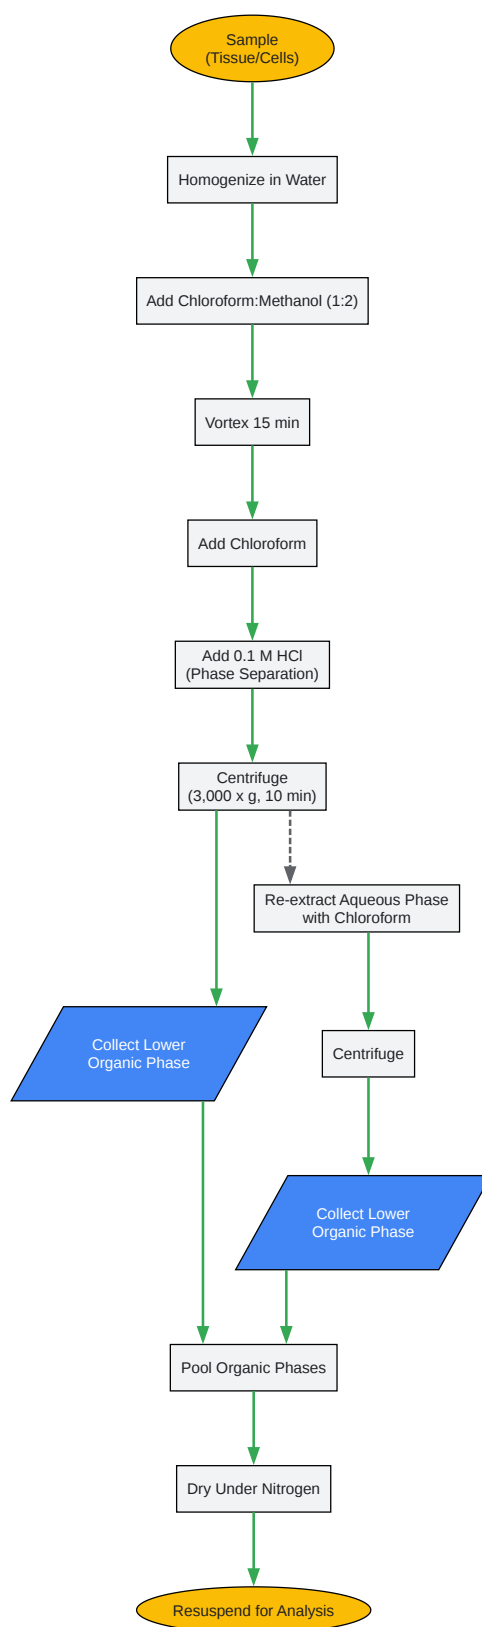 Sample
(Tissue/Cells)
Homogenize in Water
Add Chloroform:Methanol (1:2)
Vortex 15 min
Add Chloroform
Add 0.1 M HCl
(Phase Separation)
Centrifuge
(3,000 x g, 10 min)
Re-extract Aqueous Phase
with Chloroform
Collect Lower
Organic Phase
Centrifuge
Collect Lower
Organic Phase
Pool Organic Phases
Dry Under Nitrogen
Resuspend for Analysis